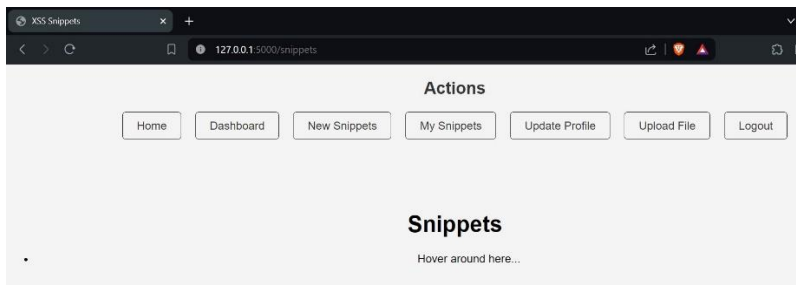 XSS Snippets
127.0.0.1:5000/snippets
Actions
Home Dashboard New Snippets My Snippets Update Profile Upload File Logout
Snippets
• Hover around here...